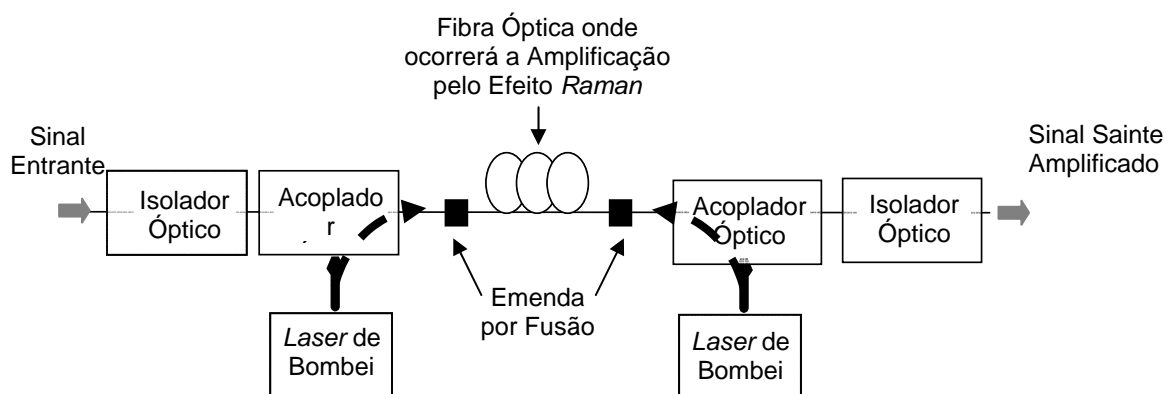 Fibra Óptica onde
ocorrerá a Amplificação
pelo Efeito Raman
Sinal
Entrante
Sinal Sainte
Amplificado
Isolador
Óptico
Acoplado
r
Acoplador
Óptico
Isolador
Óptico
Emenda
por Fusão
Laser de
Bombei
Laser de
Bombei